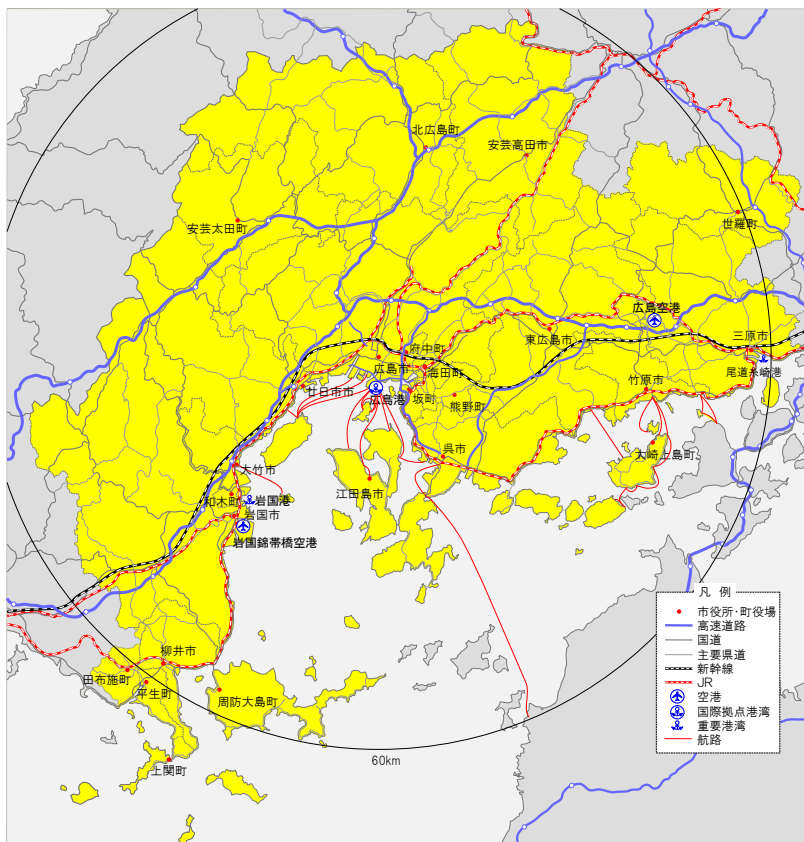 北広島町
安芸高田市
安芸太田町
世羅町
広島空港
東広島市
三原市
尾道糸崎港
府中町
広島市
海田町
廿日市市
広島港
坂町
熊野町
竹原市
大崎上島町
呉市
江田島市
大竹市
和木町
岩国港
岩国市
岩国錦帯橋空港
柳井市
田布施町
平生町
周防大島町
上関町
60km
凡 例
市役所・町役場
高速道路
国道
主要県道
新幹線
JR
空港
国際拠点港湾
重要港湾
航路